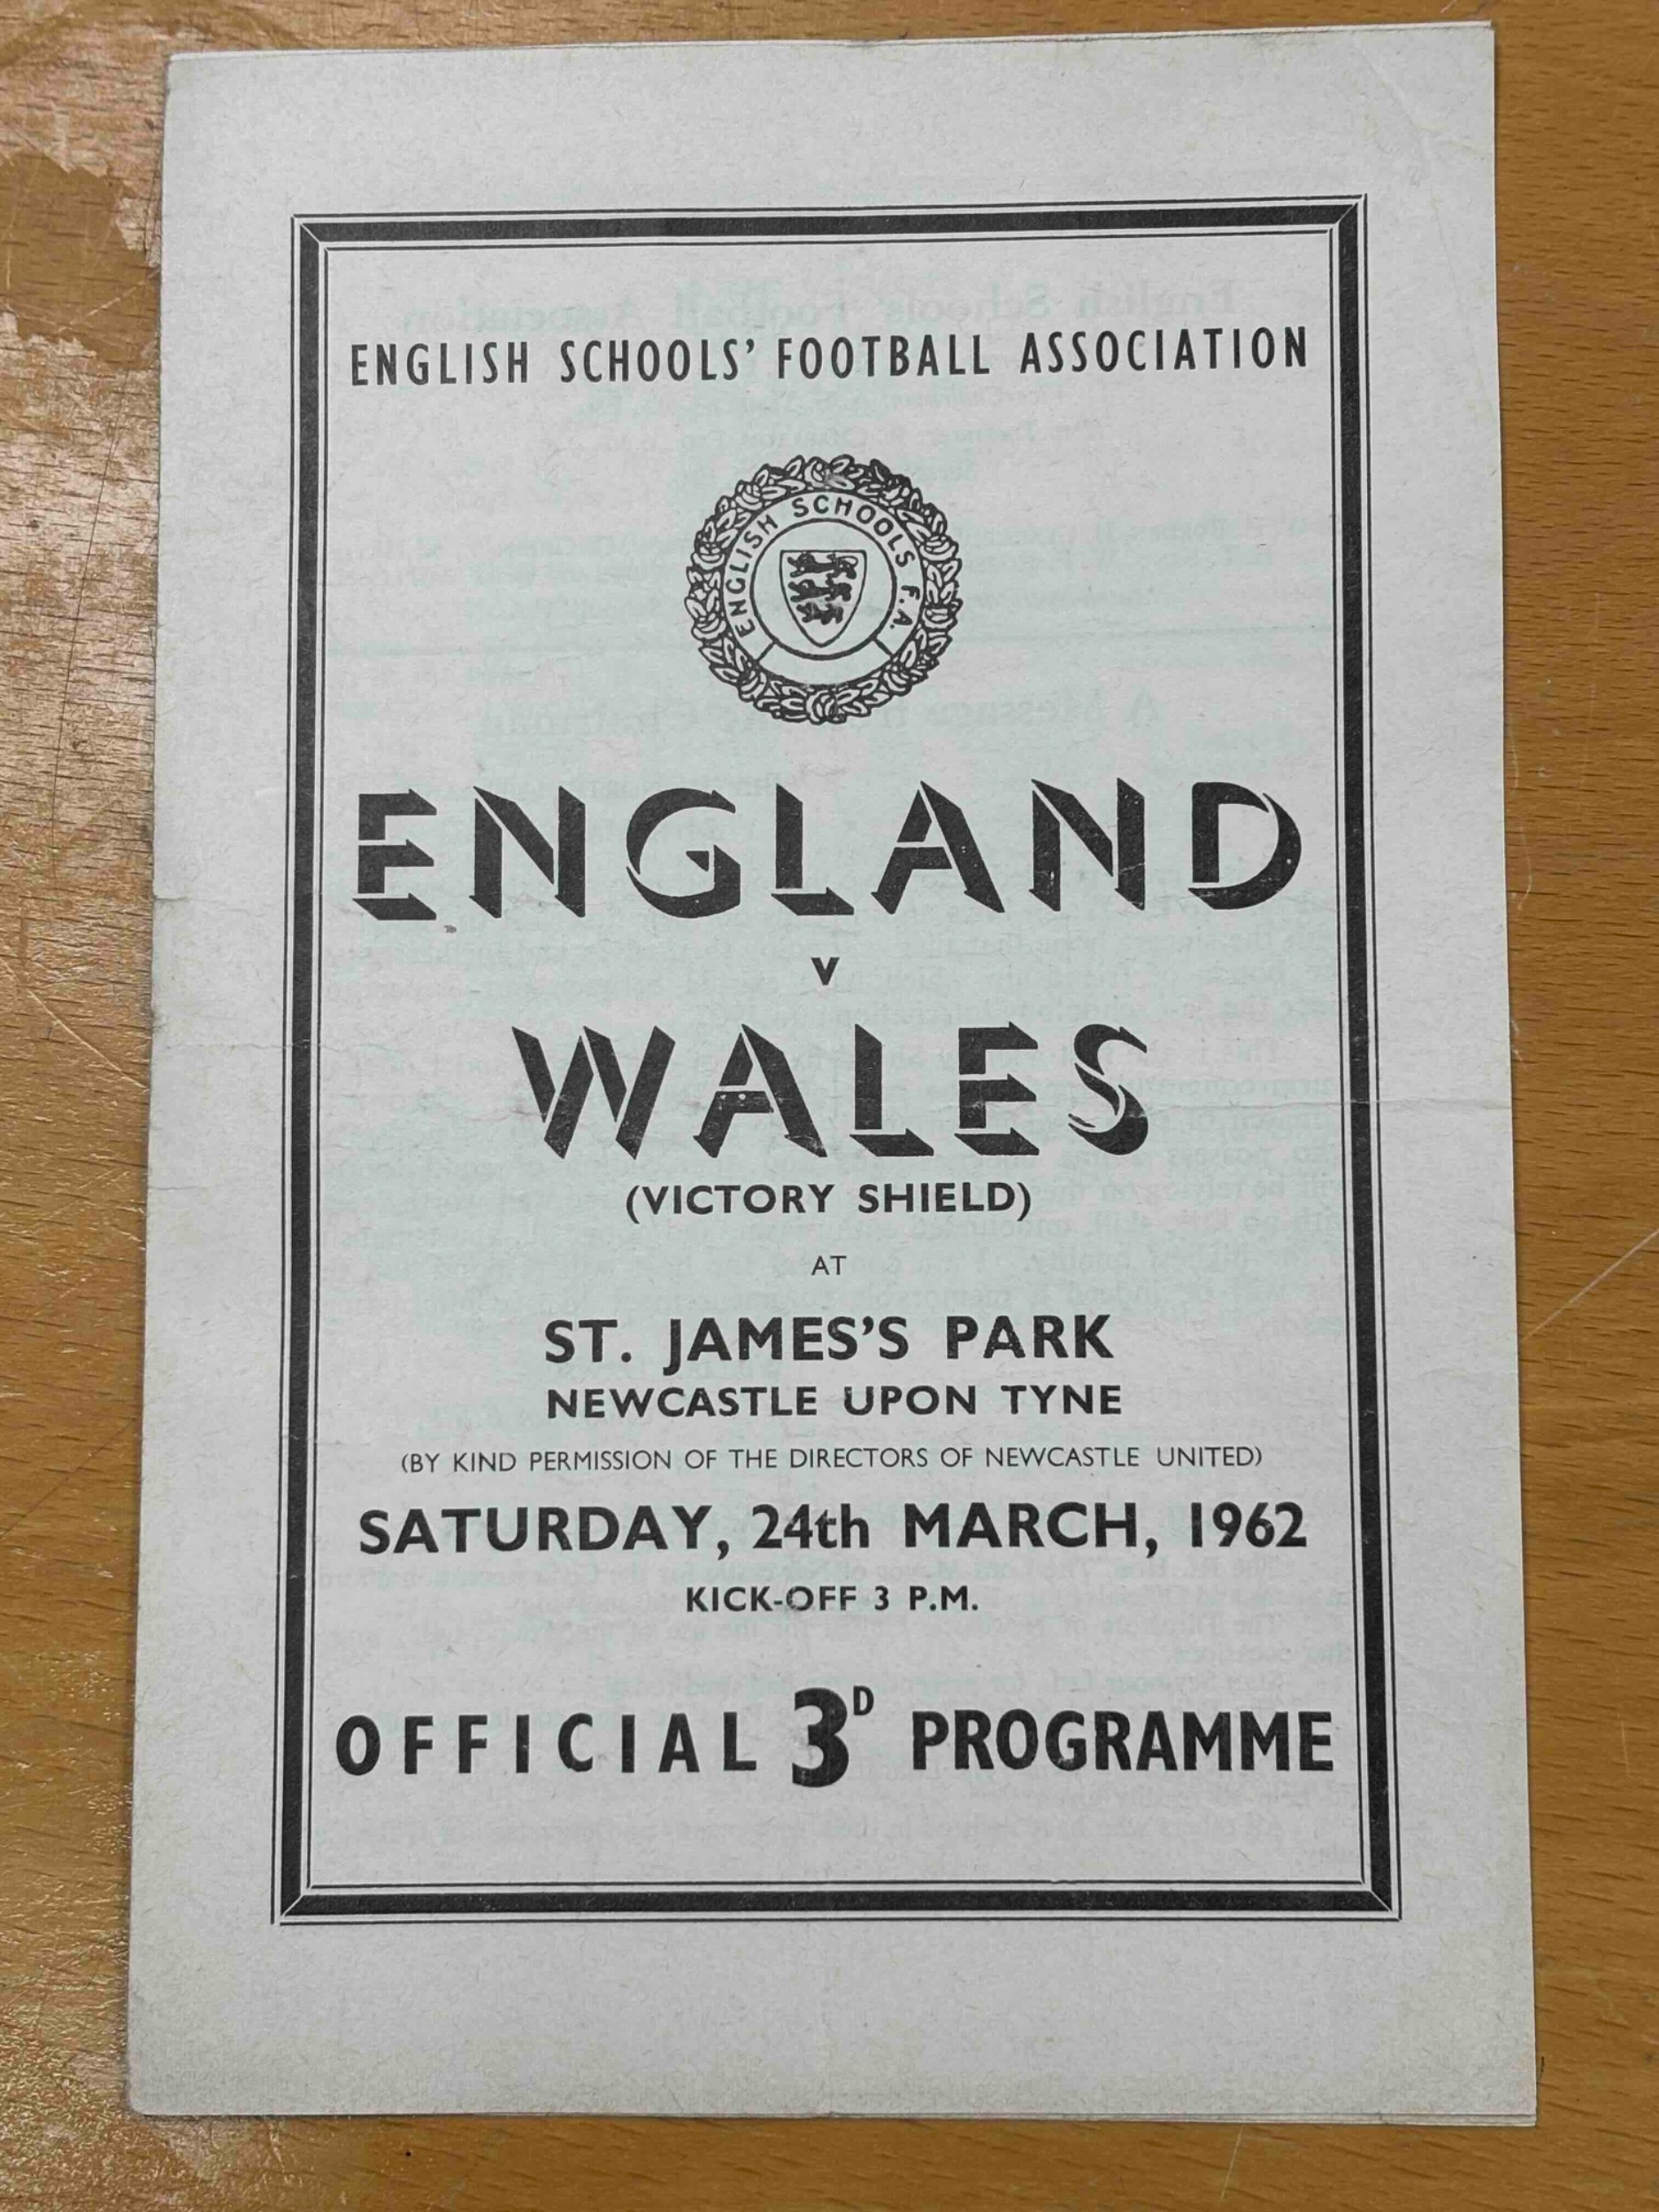 ENGLISH SCHOOLS' FOOTBALL ASSOCIATION
ENGLISH SCHOOLS F.A.
ENGLAND
v
WALES
(VICTORY SHIELD)
AT
ST. JAMES'S PARK
NEWCASTLE UPON TYNE
(BY KIND PERMISSION OF THE DIRECTORS OF NEWCASTLE UNITED)
SATURDAY, 24th MARCH, 1962
KICK-OFF 3 P.M.
OFFICIAL 3D PROGRAMME